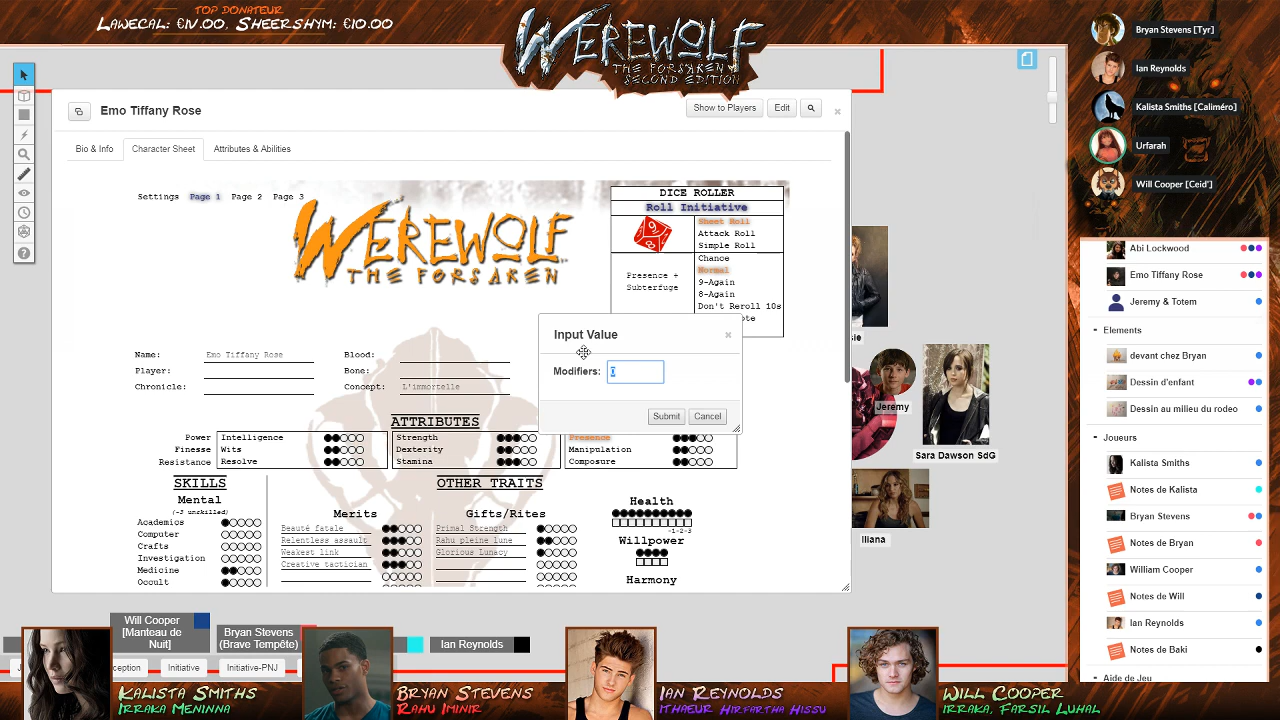 TOP DONATEUR
LAWECAL: €IV.00, SHEERSHYM: €10.00
WEREWOLF
THE FORSAKEN
SECOND EDITION
Bryan Stevens [Tyr]
Ian Reynolds
Kalista Smiths [Caliméro]
Urfarah
Will Cooper [Ceid']
Emo Tiffany Rose
Show to Players
Edit
Bio & Info
Character Sheet
Attributes & Abilities
Settings Page 1 Page 2 Page 3
WEREWOLF
THE FORSAKEN
DICE ROLLER
Roll Initiative
9
8
Sheet Roll
Attack Roll
Simple Roll
Presence +
Subterfuge
Chance
Normal
9-Again
8-Again
Don't Reroll 10s
Input Value
Modifiers: 0
Submit
Cancel
Name: Emo Tiffany Rose
Player:
Chronicle:
Blood:
Bone:
Concept: L'immortelle
ATTRIBUTES
Power Intelligence Strength Presence
Finesse Wits Dexterity Manipulation
Resistance Resolve Stamina Composure
SKILLS
Mental
(-3 unskilled)
Academics
Computer
Crafts
Investigation
Medicine
Occult
OTHER TRAITS
Merits
Beauté fatale
Relentless assault
Weakest link
Creative tactician
Gifts/Rites
Primal Strength
Rahu pleine lune
Glorious Lunacy
Health
-1-2-3
Willpower
Harmony
Jeremy
Sara Dawson SdG
Iliana
Abi Lockwood
Emo Tiffany Rose
Jeremy & Totem
Elements
devant chez Bryan
Dessin d'enfant
Dessin au milieu du rodeo
Joueurs
Kalista Smiths
Notes de Kalista
Bryan Stevens
Notes de Bryan
William Cooper
Notes de Will
Ian Reynolds
Notes de Baki
Aide de Jeu
Will Cooper
[Manteau de
Nuit]
Bryan Stevens
(Brave Tempête)
Ian Reynolds
Initiative
Initiative-PNJ
KALISTA SMITHS
IRRAKA MENINNA
BRYAN STEVENS
RAHU IMINIR
IAN REYNOLDS
ITHAEUR HIRFARTHA HISSU
WILL COOPER
IRRAKA, FARSIL LUHAL